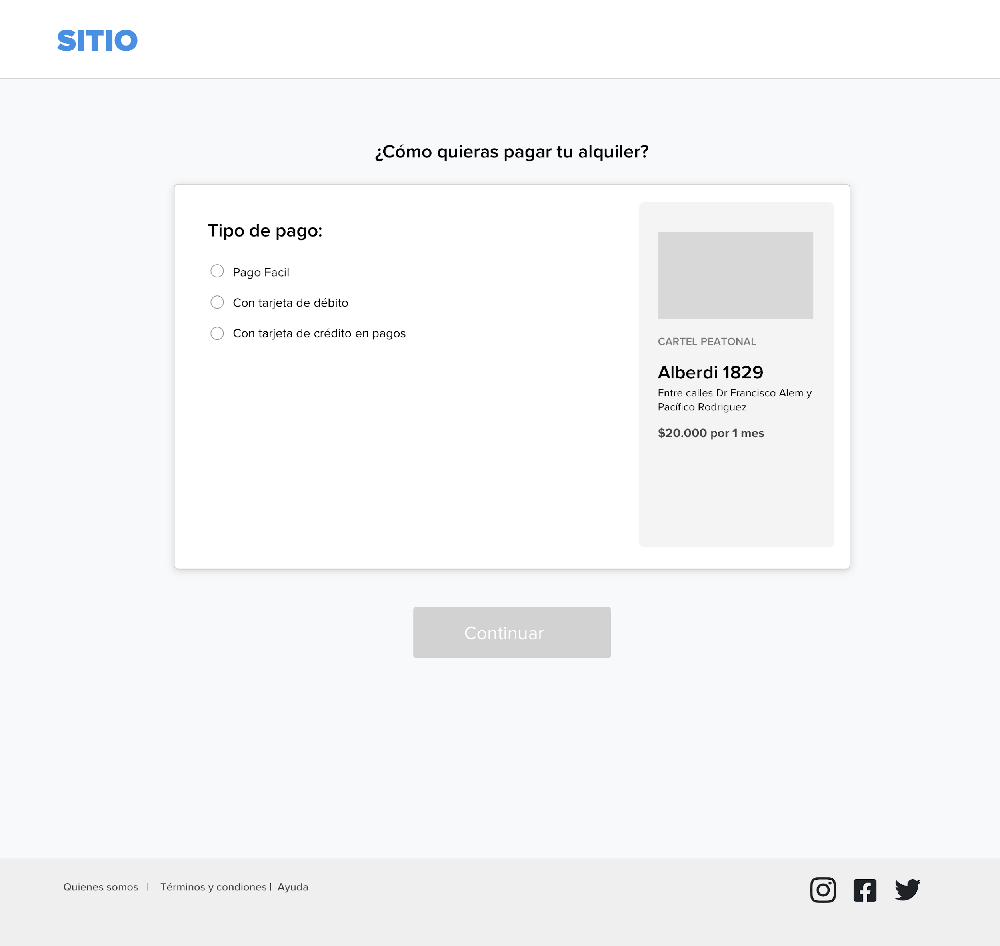 SITIO
¿Cómo quieras pagar tu alquiler?
Tipo de pago:
Pago Facil
Con tarjeta de débito
Con tarjeta de crédito en pagos
CARTEL PEATONAL
Alberdi 1829
Entre calles Dr Francisco Alem y
Pacífico Rodriguez
$20.000 por 1 mes
Continuar
Quienes somos | Términos y condiones | Ayuda